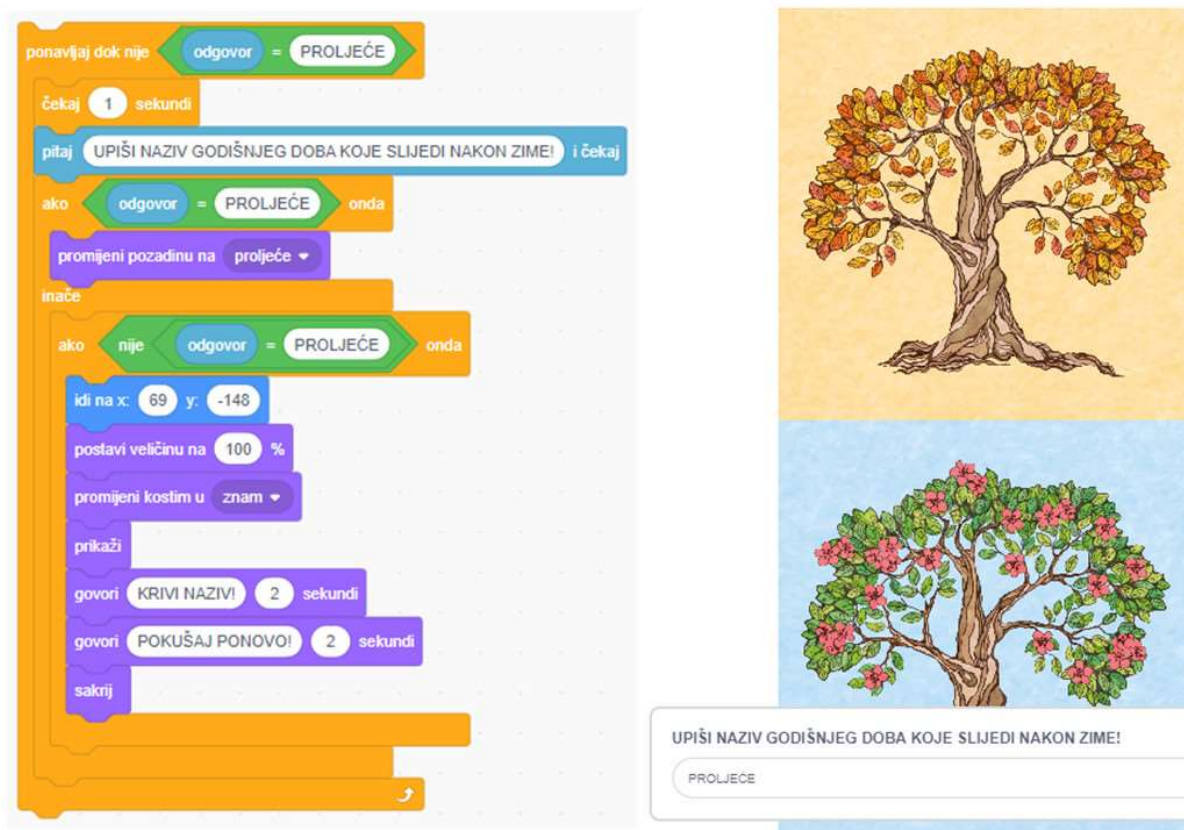 ponavljaj dok nije odgovor = PROLJEĆE
čekaj 1 sekundi
pitaj UPIŠI NAZIV GODIŠNJEG DOBA KOJE SLIJEDI NAKON ZIME! i čekaj
ako odgovor = PROLJEĆE onda
promijeni pozadinu na proljeće
inače
ako nije odgovor = PROLJEĆE onda
idi na x: 69 y: -148
postavi veličinu na 100 %
promijeni kostim u znam
prikaži
govori KRIVI NAZIV! 2 sekundi
govori POKUŠAJ PONOVO! 2 sekundi
sakrij
UPIŠI NAZIV GODIŠNJEG DOBA KOJE SLIJEDI NAKON ZIME!
PROLJEĆE